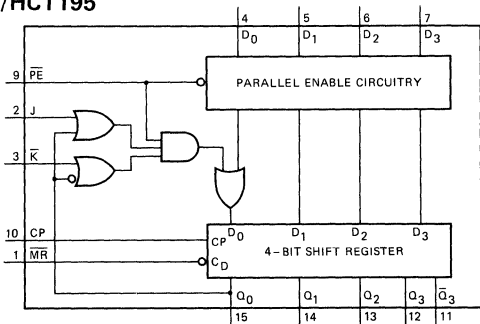 /HCT195
4 5 6 7
D0 D1 D2 D3
9 PE̅
PARALLEL ENABLE CIRCUITRY
2 J
3 K̅
D0 D1 D2 D3
10 CP
CP
4-BIT SHIFT REGISTER
1 MR̅
CD
Q0 Q1 Q2 Q3 Q̅3
15 14 13 12 11